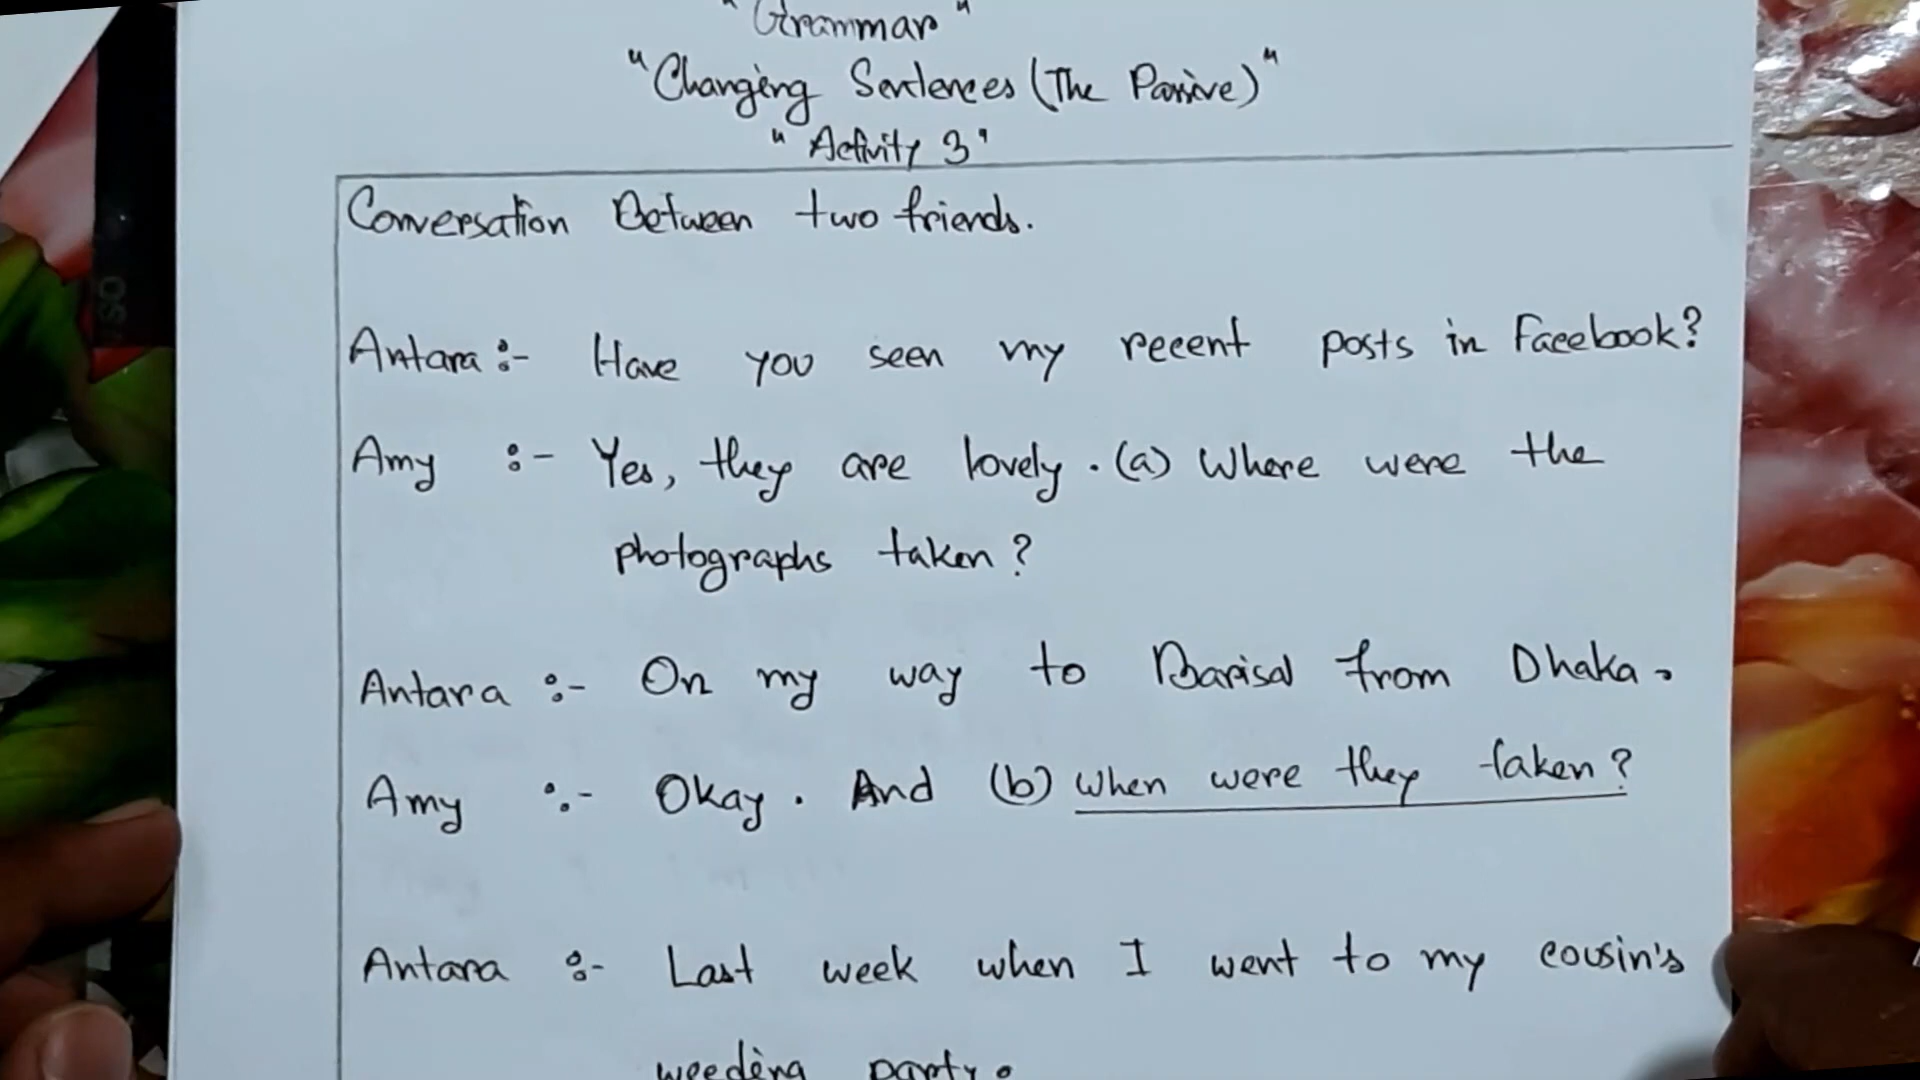 "Grammar"
"Changing Sentences (The Passive)"
"Activity 3"
Conversation Between two friends.
Antara :- Have you seen my recent posts in Facebook?
Amy :- Yes, they are lovely. (a) Where were the
photographs taken?
Antara :- On my way to Barisal from Dhaka.
Amy :- Okay. And (b) When were they taken?
Antara :- Last week when I went to my cousin's
weeding party.